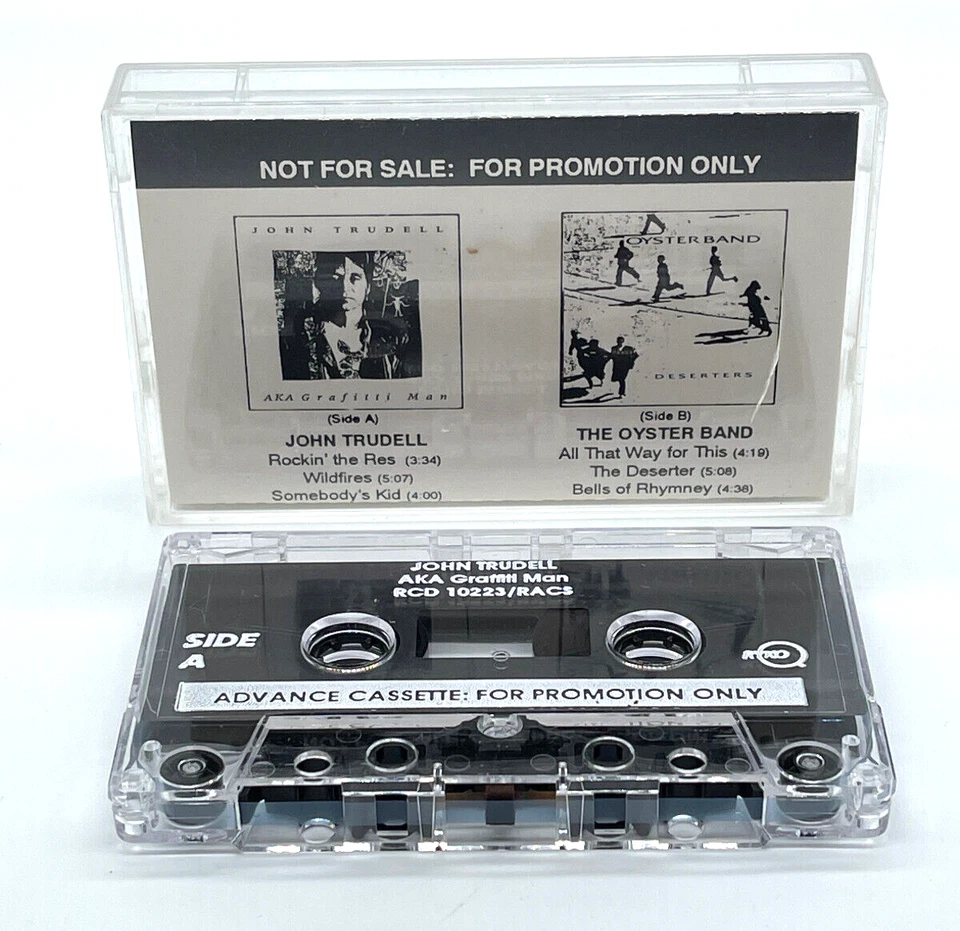 NOT FOR SALE: FOR PROMOTION ONLY
JOHN TRUDELL
AKA Grafitti Man
OYSTERBAND
DESERTERS
(Side A)
JOHN TRUDELL
Rockin' the Res (3:34)
Wildfires (5:07)
Somebody's Kid (4:00)
(Side B)
THE OYSTER BAND
All That Way for This (4:19)
The Deserter (5:08)
Bells of Rhymney (4:38)
JOHN TRUDELL
AKA Graffiti Man
RCD 10223/RACS
SIDE
A
RYKO
ADVANCE CASSETTE: FOR PROMOTION ONLY